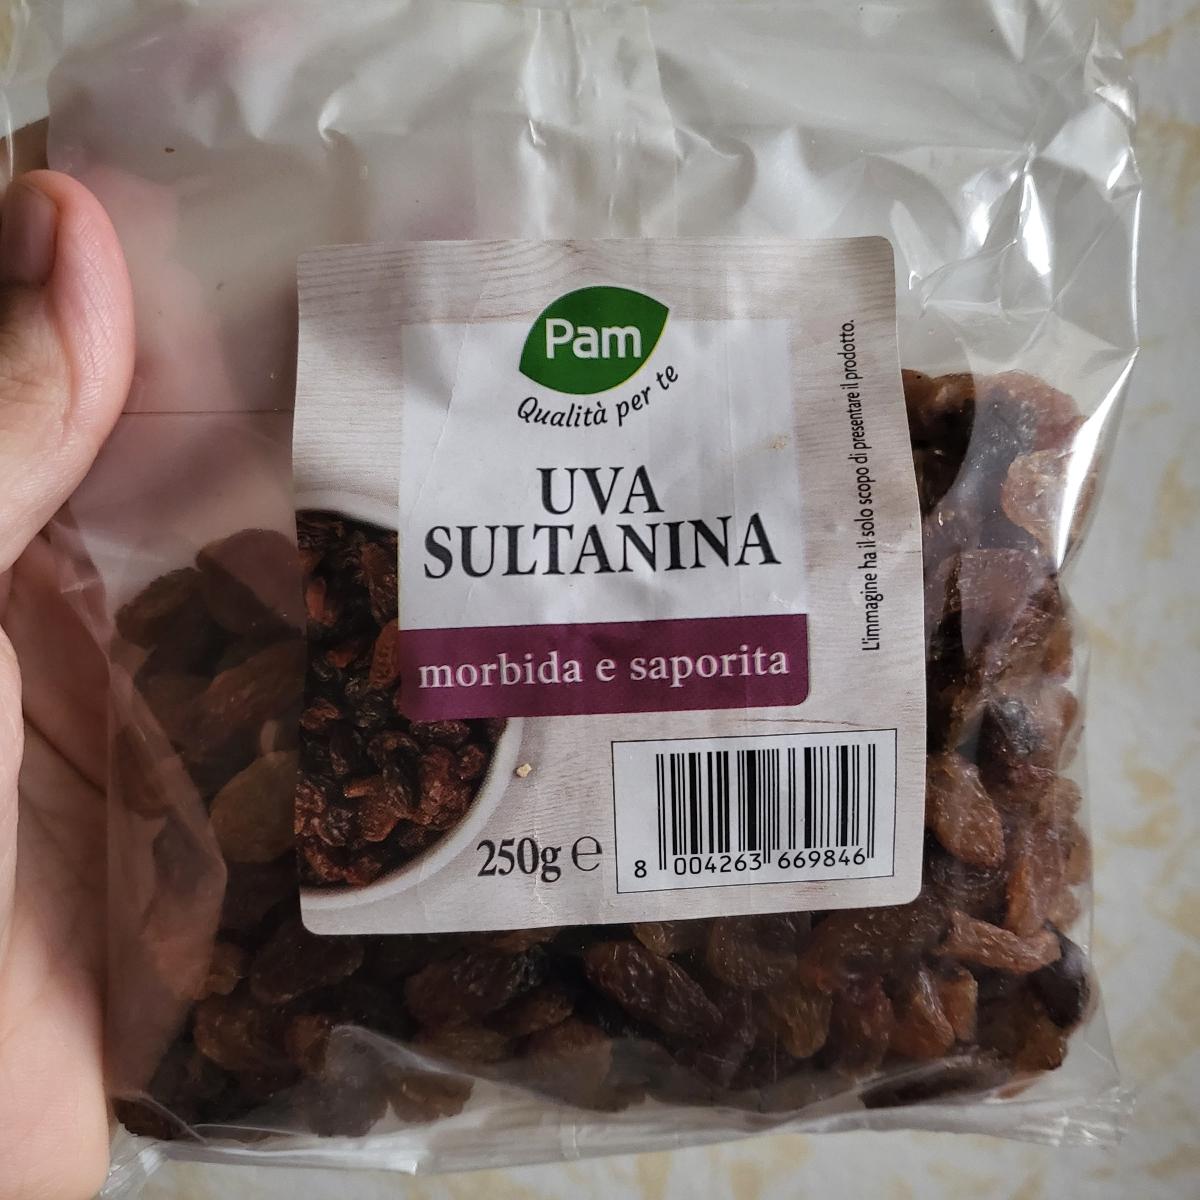 Pam
Qualità per te
UVA
SULTANINA
morbida e saporita
L'immagine ha il solo scopo di presentare il prodotto.
250g ℮
8 004263 669846